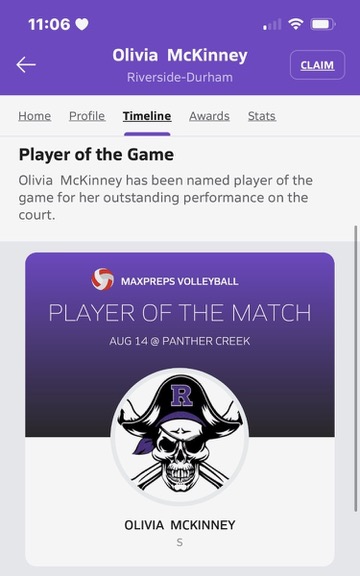 11:06
Olivia McKinney
Riverside-Durham
CLAIM
Home Profile Timeline Awards Stats
Player of the Game
Olivia McKinney has been named player of the
game for her outstanding performance on the
court.
MAXPREPS VOLLEYBALL
PLAYER OF THE MATCH
AUG 14 @ PANTHER CREEK
R
OLIVIA MCKINNEY
S